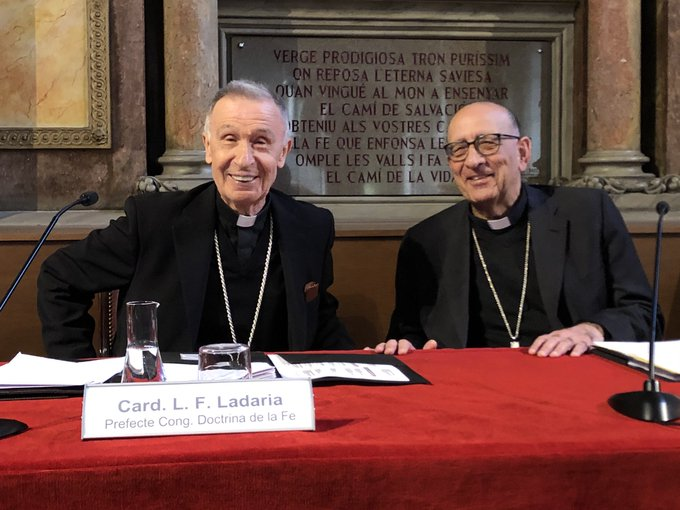 VERGE PRODIGIOSA TRON PURISSIM
ON REPOSA L'ETERNA SAVIESA
QUAN VINGUÉ AL MON A ENSENYAR
EL CAMÍ DE SALVACIÓ
OBTENIU ALS VOSTRES
LA FE QUE ENFONSA LE
OMPLE LES VALLS I FA
EL CAMÍ DE LA VIDA
Card. L. F. Ladaria
Prefecte Cong. Doctrina de la Fe